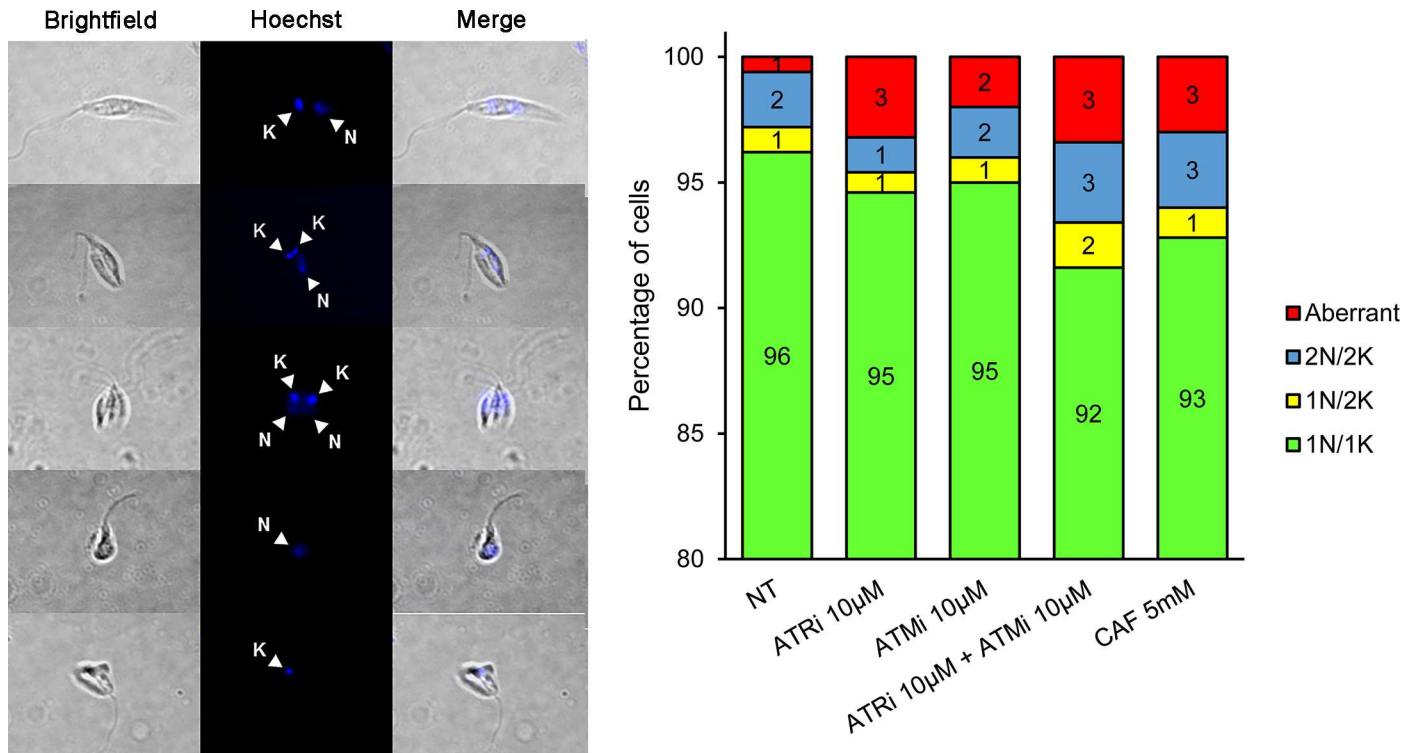 Brightfield
Hoechst
Merge
K
N
K
K
N
K
K
N
N
N
K
Percentage of cells
100
95
90
85
80
1
2
1
96
3
1
1
95
2
2
1
95
3
3
2
92
3
3
1
93
NT
ATRi 10µM
ATMi 10µM
ATRi 10µM + ATMi 10µM
CAF 5mM
Aberrant
2N/2K
1N/2K
1N/1K